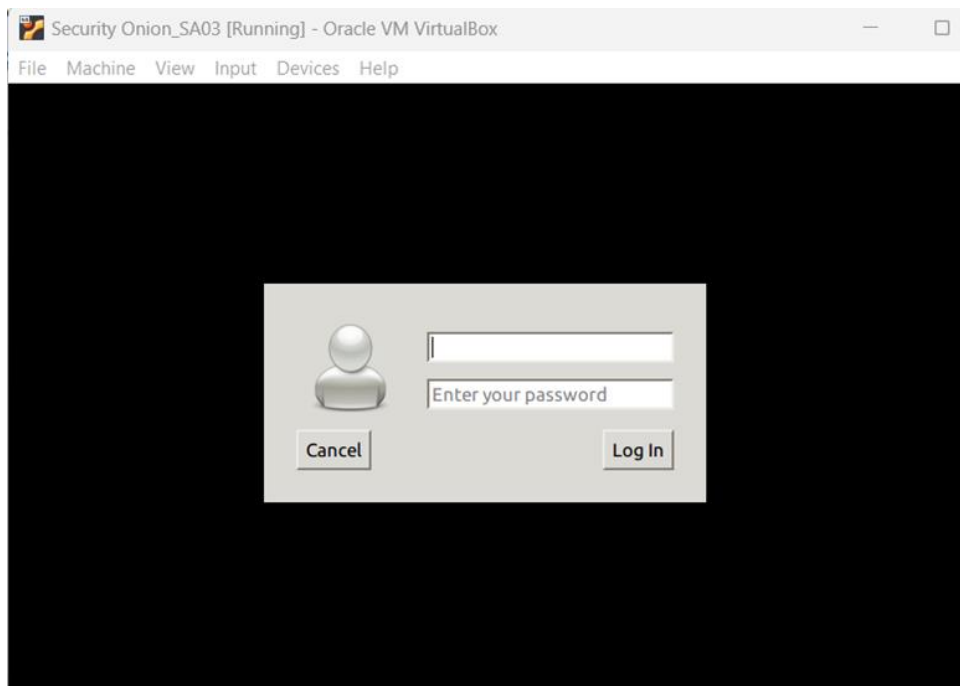 Security Onion_SA03 [Running] - Oracle VM VirtualBox
File Machine View Input Devices Help
Enter your password
Cancel Log In